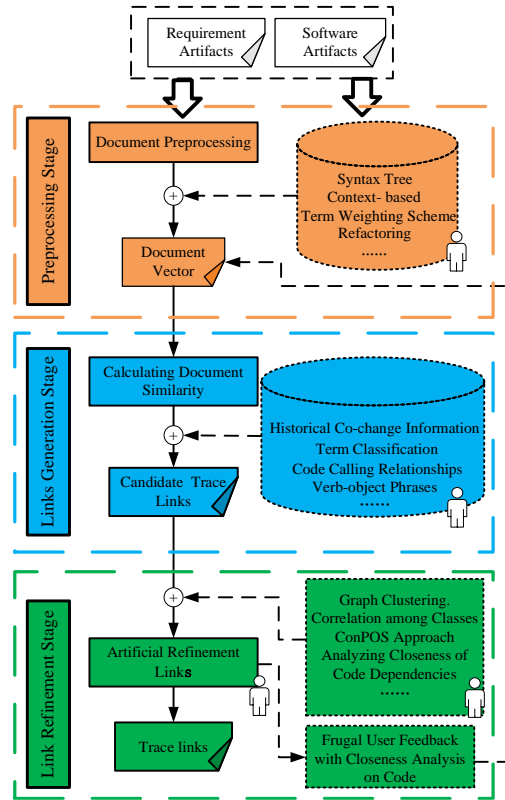 Requirement
Artifacts
Software
Artifacts
Preprocessing Stage
Document Preprocessing
Syntax Tree
Context- based
Term Weighting Scheme
Refactoring
......
Document
Vector
Links Generation Stage
Calculating Document
Similarity
Historical Co-change Information
Term Classification
Code Calling Relationships
Verb-object Phrases
......
Candidate Trace
Links
Link Refinement Stage
Graph Clustering.
Correlation among Classes
ConPOS Approach
Analyzing Closeness of
Code Dependencies
......
Artificial Refinement
Links
Trace links
Frugal User Feedback
with Closeness Analysis
on Code